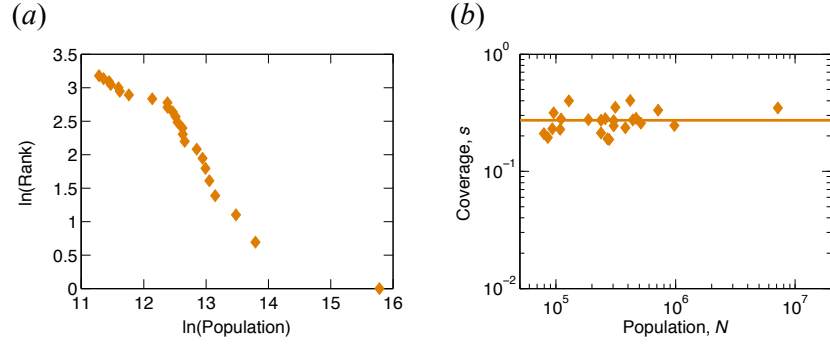 (a)
ln(Rank)
3.5
3
2.5
2
1.5
1
0.5
0
11 12 13 14 15 16
ln(Population)
(b)
Coverage, s
10^0
10^-1
10^-2
10^5 10^6 10^7
Population, N